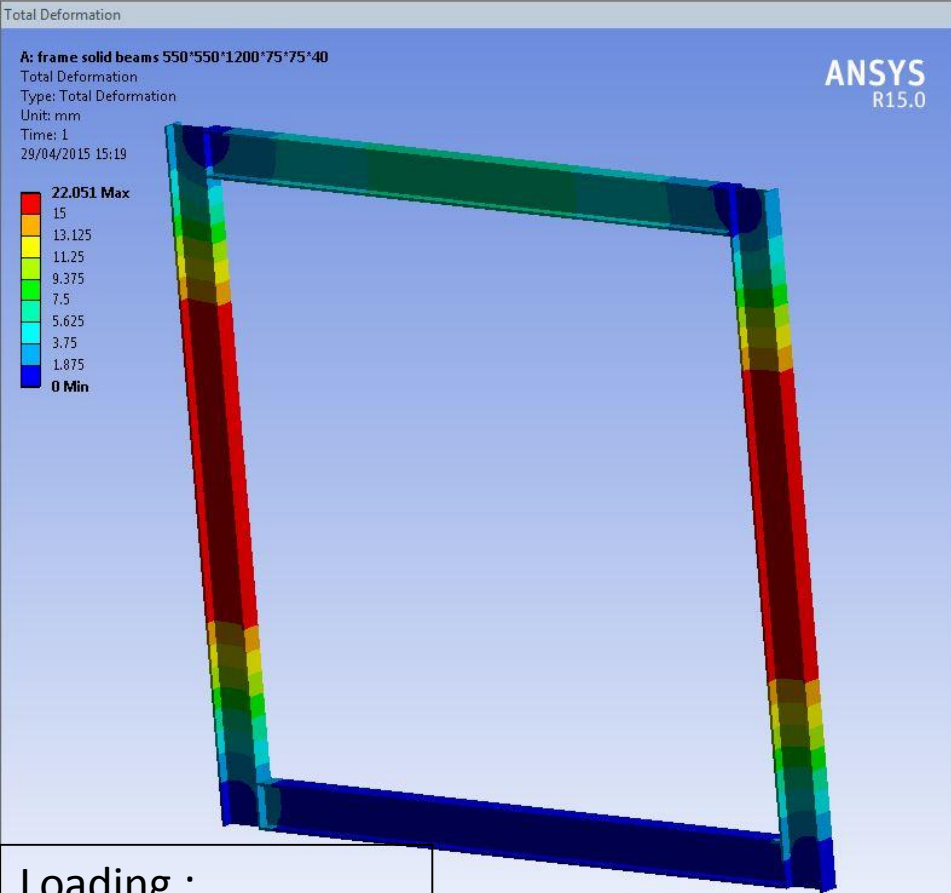 Total Deformation
A: frame solid beams 550*550*1200*75*75*40
Total Deformation
Type: Total Deformation
Unit: mm
Time: 1
29/04/2015 15:19
ANSYS
R15.0
22.051 Max
15
13.125
11.25
9.375
7.5
5.625
3.75
1.875
0 Min
Loading :